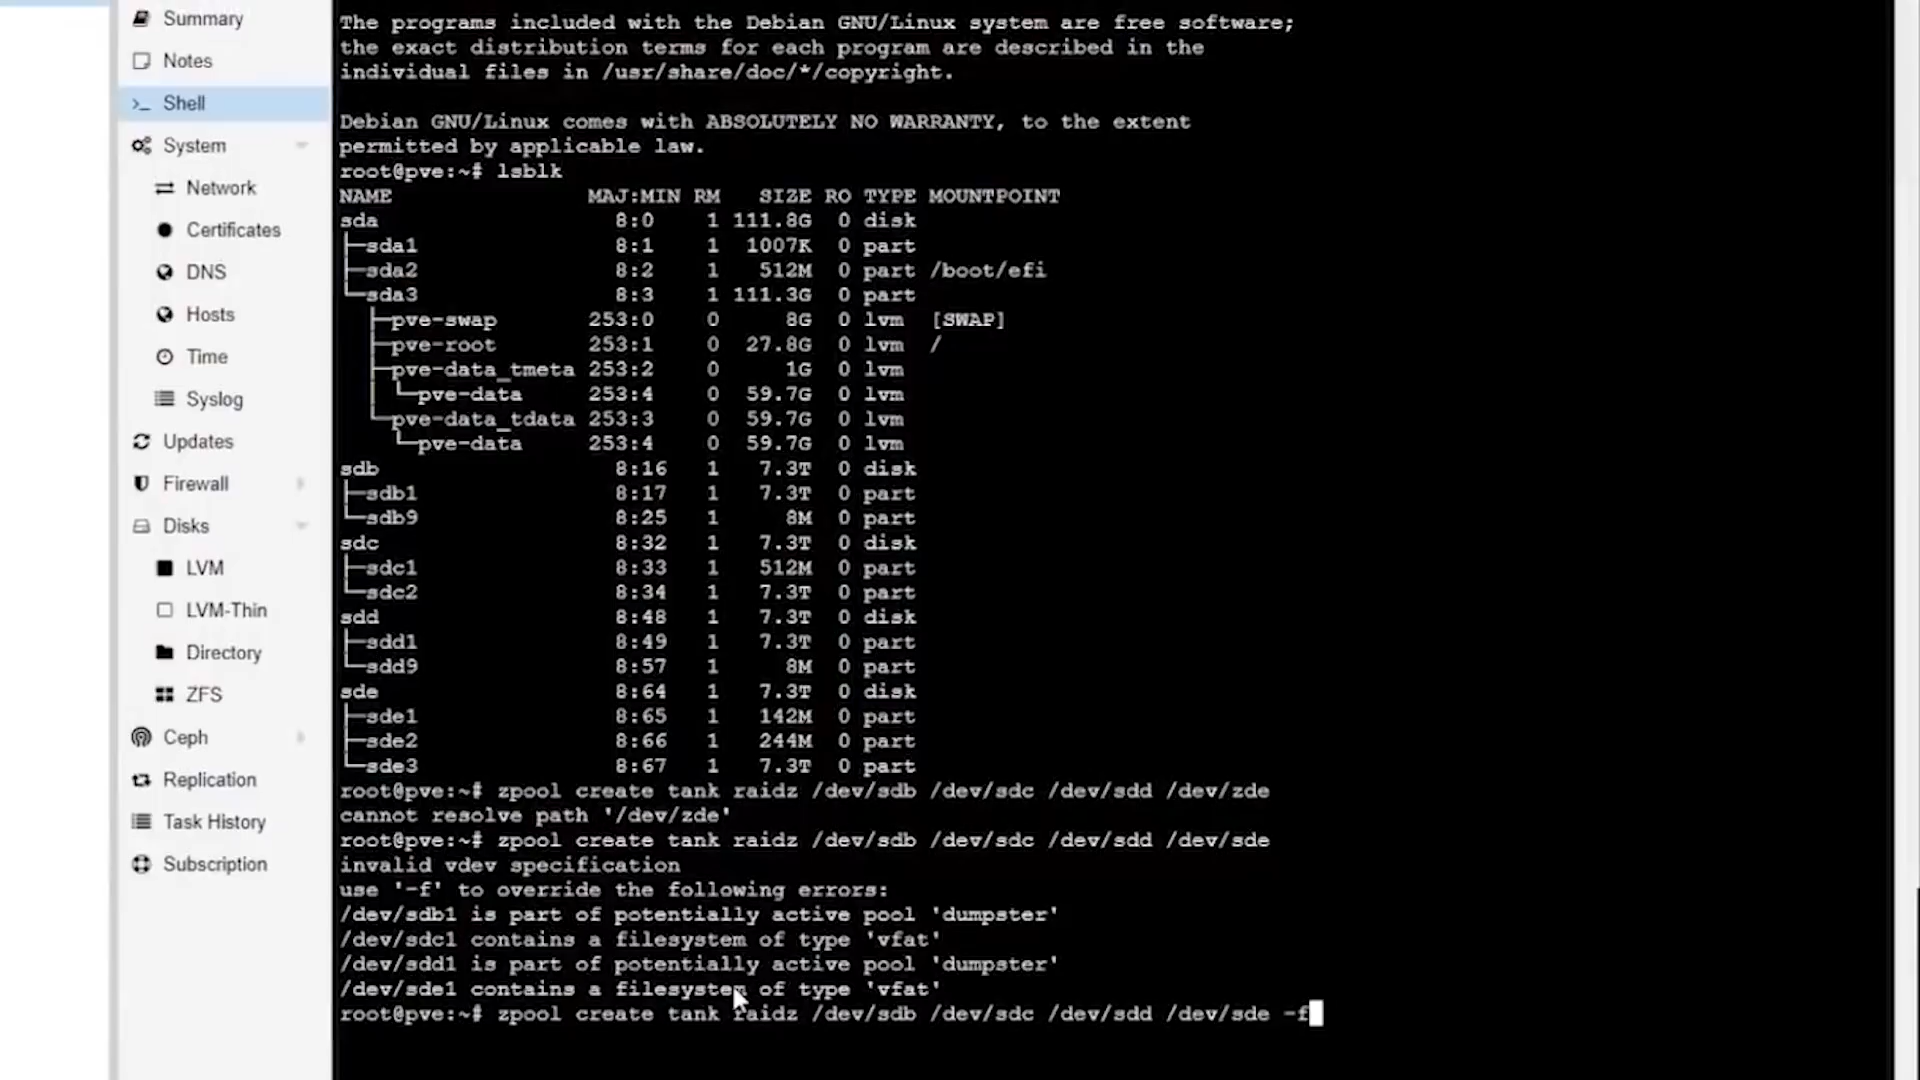 Summary
Notes
>_ Shell
System
Network
Certificates
DNS
Hosts
Time
Syslog
Updates
Firewall
Disks
LVM
LVM-Thin
Directory
ZFS
Ceph
Replication
Task History
Subscription
The programs included with the Debian GNU/Linux system are free software;
the exact distribution terms for each program are described in the
individual files in /usr/share/doc/*/copyright.
Debian GNU/Linux comes with ABSOLUTELY NO WARRANTY, to the extent
permitted by applicable law.
root@pve:~# lsblk
NAME MAJ:MIN RM SIZE RO TYPE MOUNTPOINT
sda 8:0 1 111.8G 0 disk
├─sda1 8:1 1 1007K 0 part
├─sda2 8:2 1 512M 0 part /boot/efi
└─sda3 8:3 1 111.3G 0 part
├─pve-swap 253:0 0 8G 0 lvm [SWAP]
├─pve-root 253:1 0 27.8G 0 lvm /
├─pve-data_tmeta 253:2 0 1G 0 lvm
│ └─pve-data 253:4 0 59.7G 0 lvm
└─pve-data_tdata 253:3 0 59.7G 0 lvm
└─pve-data 253:4 0 59.7G 0 lvm
sdb 8:16 1 7.3T 0 disk
├─sdb1 8:17 1 7.3T 0 part
└─sdb9 8:25 1 8M 0 part
sdc 8:32 1 7.3T 0 disk
├─sdc1 8:33 1 512M 0 part
└─sdc2 8:34 1 7.3T 0 part
sdd 8:48 1 7.3T 0 disk
├─sdd1 8:49 1 7.3T 0 part
└─sdd9 8:57 1 8M 0 part
sde 8:64 1 7.3T 0 disk
├─sde1 8:65 1 142M 0 part
├─sde2 8:66 1 244M 0 part
└─sde3 8:67 1 7.3T 0 part
root@pve:~# zpool create tank raidz /dev/sdb /dev/sdc /dev/sdd /dev/zde
cannot resolve path '/dev/zde'
root@pve:~# zpool create tank raidz /dev/sdb /dev/sdc /dev/sdd /dev/sde
invalid vdev specification
use '-f' to override the following errors:
/dev/sdb1 is part of potentially active pool 'dumpster'
/dev/sdc1 contains a filesystem of type 'vfat'
/dev/sdd1 is part of potentially active pool 'dumpster'
/dev/sde1 contains a filesystem of type 'vfat'
root@pve:~# zpool create tank raidz /dev/sdb /dev/sdc /dev/sdd /dev/sde -f